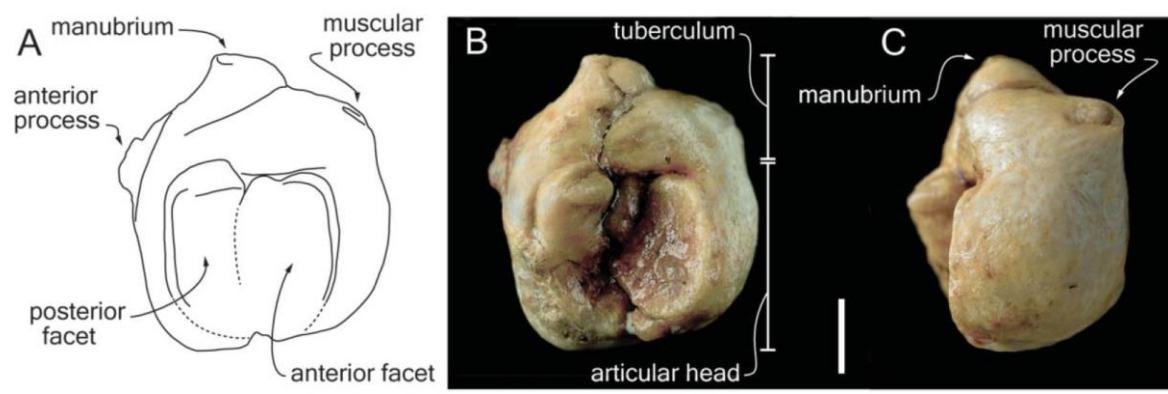 A
manubrium
muscular
process
anterior
process
posterior
facet
anterior facet
B
tuberculum
articular head
C
muscular
process
manubrium